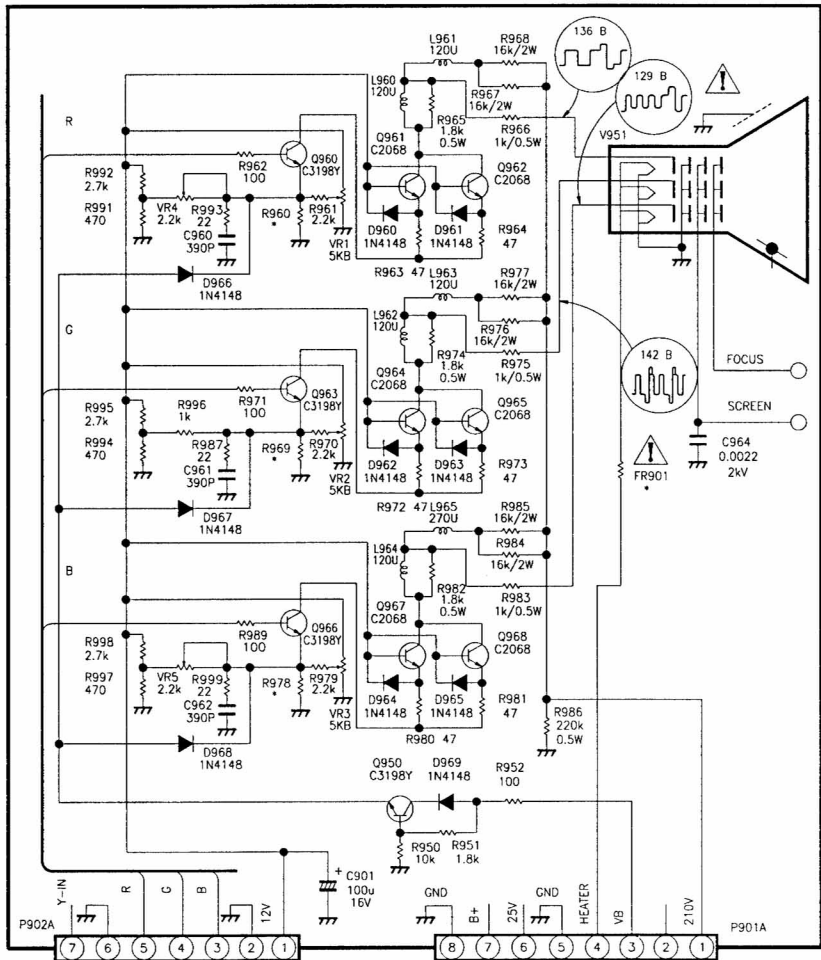 L961
120U
R968
16k/2W
136 B
129 B
L960
120U
R967
16k/2W
R965
1.8k
0.5W
R966
1k/0.5W
V951
R
Q960
C3198Y
Q961
C2068
Q962
C2068
R962
100
R992
2.7k
R991
470
VR4
2.2k
R993
22
C960
390P
R960
*
R961
2.2k
VR1
5KB
D960
1N4148
D961
1N4148
R964
47
R963 47
D966
1N4148
L963
120U
R977
16k/2W
G
L962
120U
R976
16k/2W
R974
1.8k
0.5W
R975
1k/0.5W
142 B
FOCUS
Q963
C3198Y
Q964
C2068
Q965
C2068
R971
100
SCREEN
R995
2.7k
R996
1k
R994
470
R987
22
C961
390P
R969
*
R970
2.2k
VR2
5KB
D962
1N4148
D963
1N4148
R973
47
C964
0.0022
2kV
FR901
*
R972 47
D967
1N4148
L965
270U
R985
16k/2W
B
L964
120U
R984
16k/2W
R982
1.8k
0.5W
R983
1k/0.5W
Q966
C3198Y
Q967
C2068
Q968
C2068
R989
100
R998
2.7k
R997
470
VR5
2.2k
R999
22
C962
390P
R978
*
R979
2.2k
VR3
5KB
D964
1N4148
D965
1N4148
R981
47
R980 47
R986
220k
0.5W
D968
1N4148
Q950
C3198Y
D969
1N4148
R952
100
R950
10k
R951
1.8k
+
C901
100u
16V
Y-IN
R
G
B
12V
GND
B+
25V
GND
HEATER
VB
210V
P902A
P901A
7 6 5 4 3 2 1
8 7 6 5 4 3 2 1